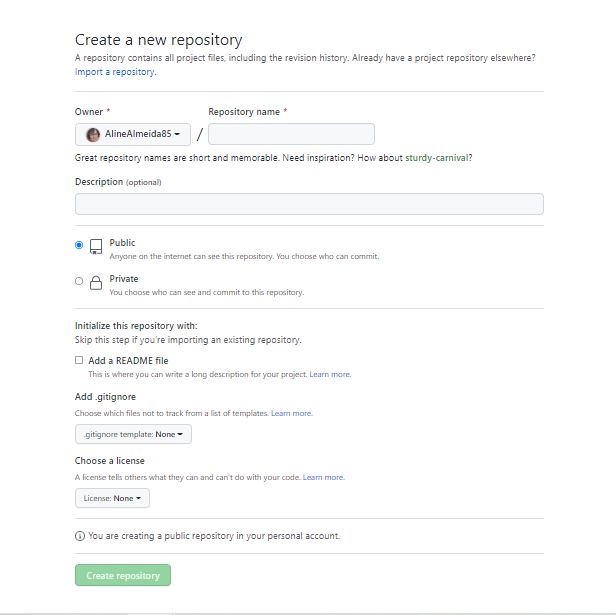 Create a new repository
A repository contains all project files, including the revision history. Already have a project repository elsewhere?
Import a repository.
Owner * Repository name *
AlineAlmeida85 /
Great repository names are short and memorable. Need inspiration? How about sturdy-carnival?
Description (optional)
Public
Anyone on the internet can see this repository. You choose who can commit.
Private
You choose who can see and commit to this repository.
Initialize this repository with:
Skip this step if you're importing an existing repository.
Add a README file
This is where you can write a long description for your project. Learn more.
Add .gitignore
Choose which files not to track from a list of templates. Learn more.
.gitignore template: None
Choose a license
A license tells others what they can and can't do with your code. Learn more.
License: None
You are creating a public repository in your personal account.
Create repository